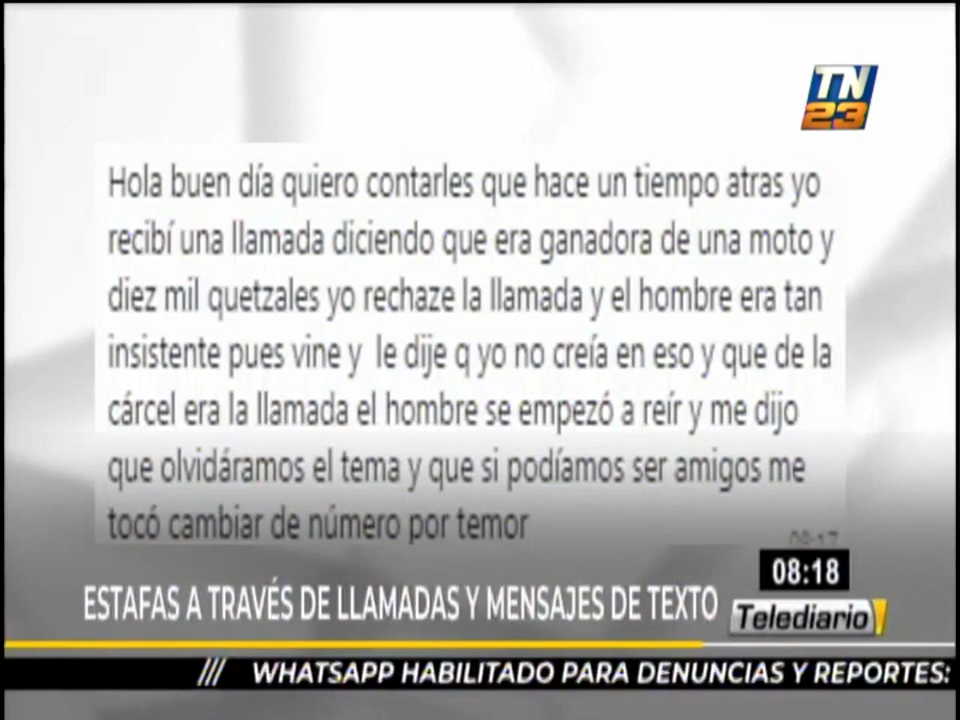 TN
23
Hola buen día quiero contarles que hace un tiempo atras yo
recibí una llamada diciendo que era ganadora de una moto y
diez mil quetzales yo rechaze la llamada y el hombre era tan
insistente pues vine y le dije q yo no creía en eso y que de la
cárcel era la llamada el hombre se empezó a reír y me dijo
que olvidáramos el tema y que si podíamos ser amigos me
tocó cambiar de número por temor
08:18
ESTAFAS A TRAVÉS DE LLAMADAS Y MENSAJES DE TEXTO
Telediario
/// WHATSAPP HABILITADO PARA DENUNCIAS Y REPORTES: